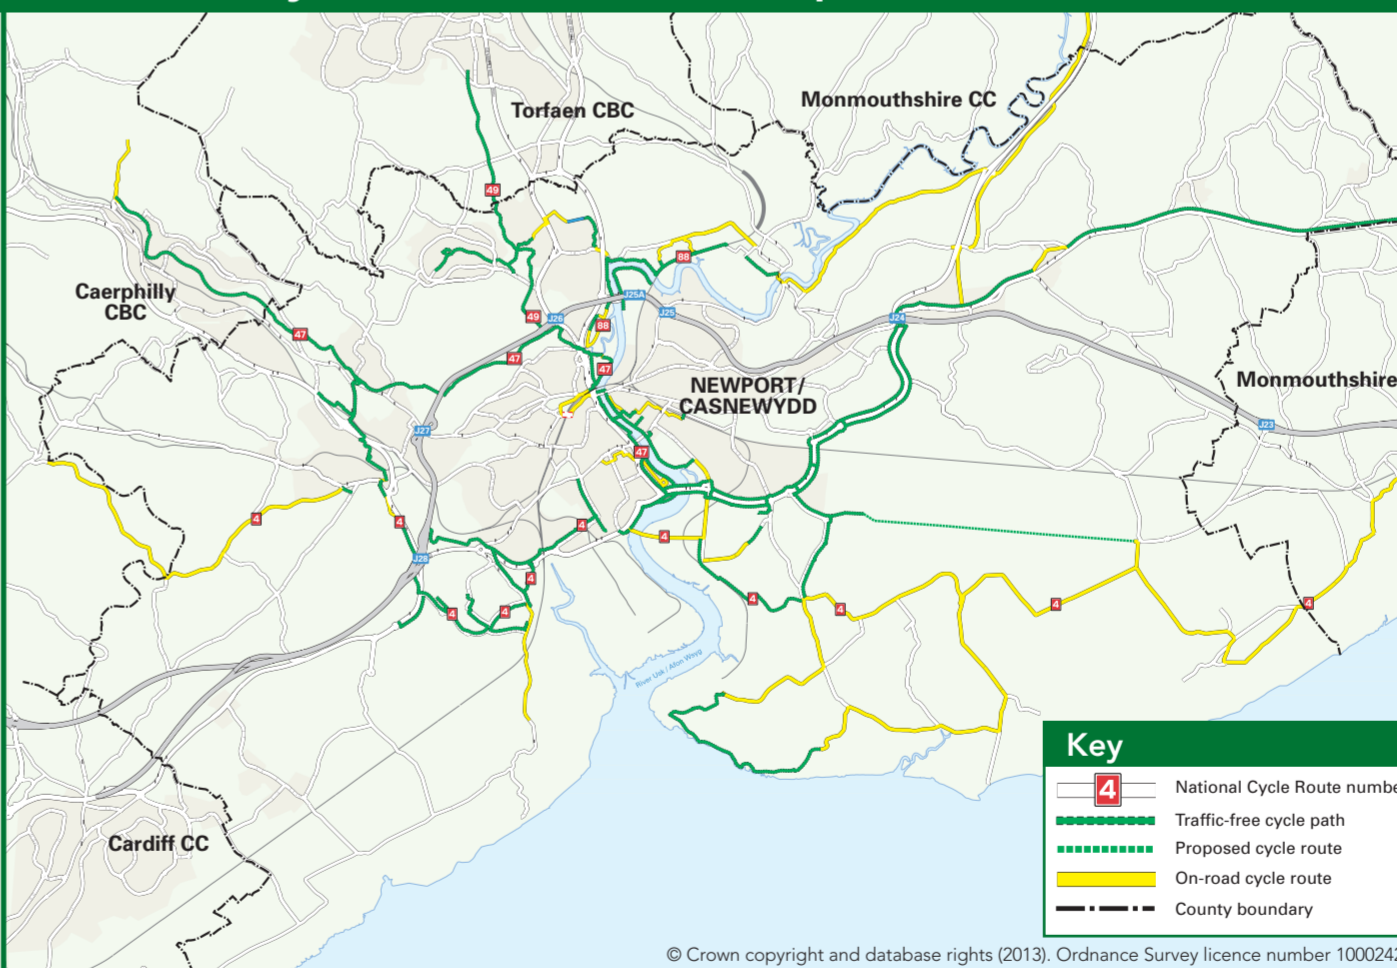 Torfaen CBC
Monmouthshire CC
49
88
Caerphilly
CBC
J25A
J25
J26
49
88
J24
47
47
47
NEWPORT/
CASNEWYDD
Monmouthshire
J27
J23
47
4
4
4
4
J28
4
4
4
4
4
4
4
River Usk / Afon Wysg
Key
4
National Cycle Route numbe
Traffic-free cycle path
Proposed cycle route
On-road cycle route
County boundary
Cardiff CC
© Crown copyright and database rights (2013). Ordnance Survey licence number 1000242